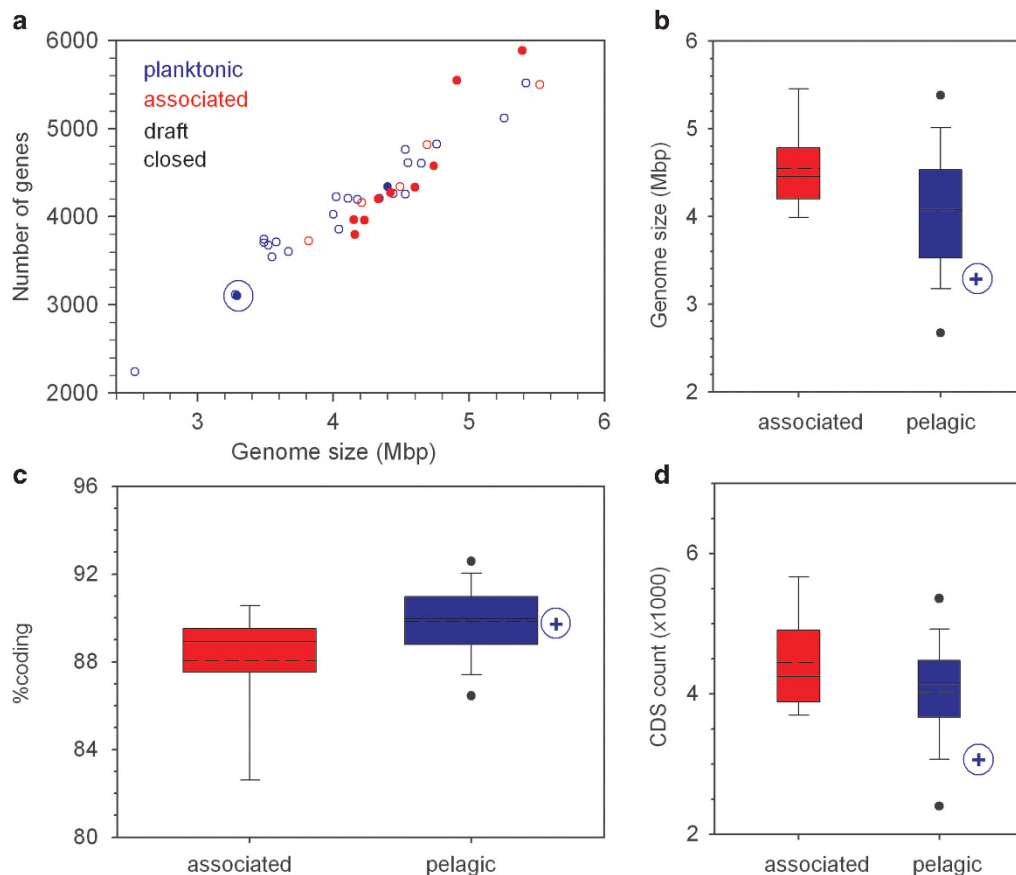 a
6000
5000
4000
3000
2000
Number of genes
planktonic
associated
draft
closed
3
4
5
6
Genome size (Mbp)
b
6
5
4
3
2
Genome size (Mbp)
associated
pelagic
c
96
92
88
84
80
%coding
associated
pelagic
d
6
4
2
CDS count (x1000)
associated
pelagic